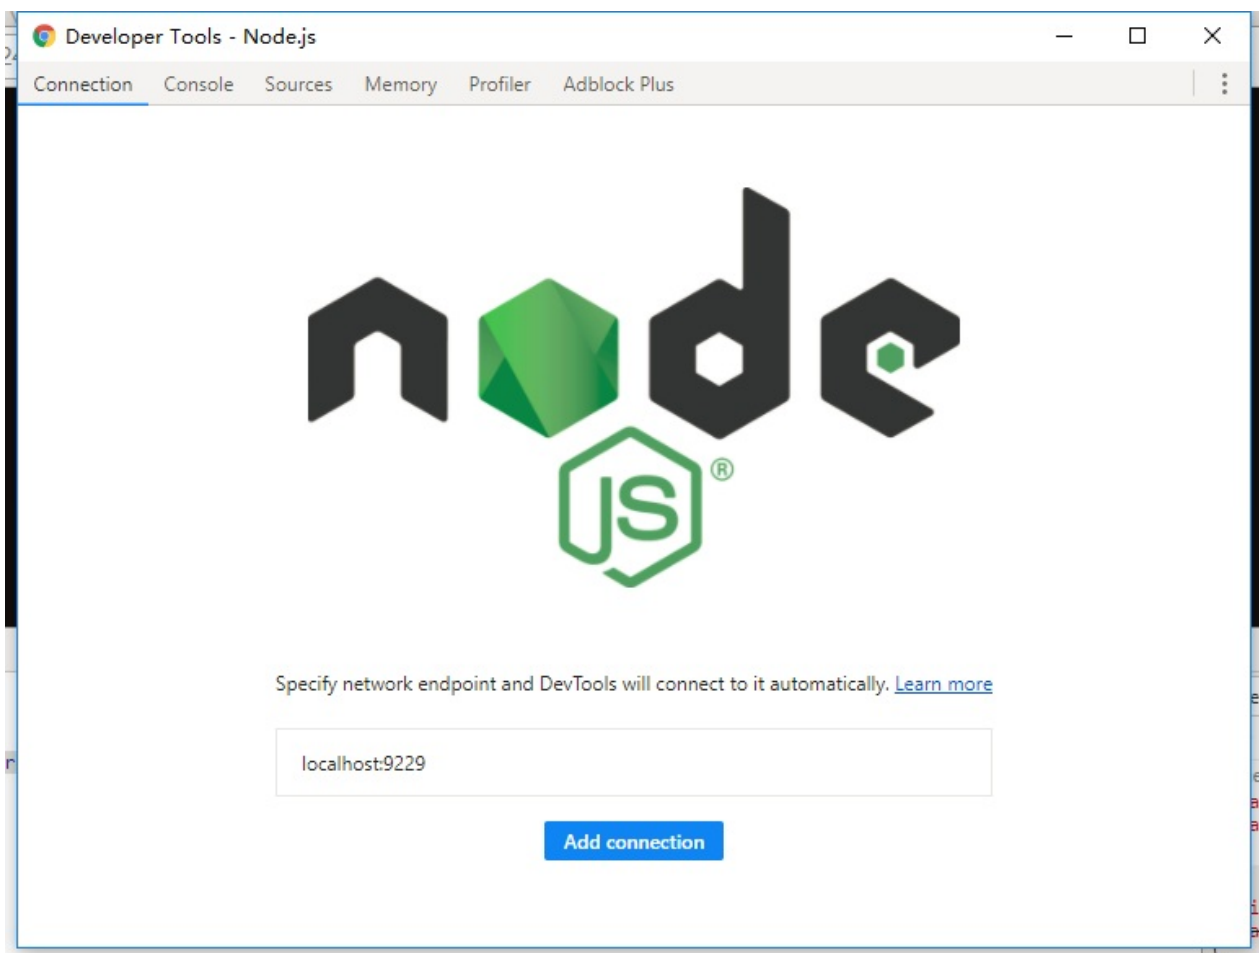 Developer Tools - Node.js
Connection Console Sources Memory Profiler Adblock Plus
node
JS®
Specify network endpoint and DevTools will connect to it automatically. Learn more
localhost:9229
Add connection